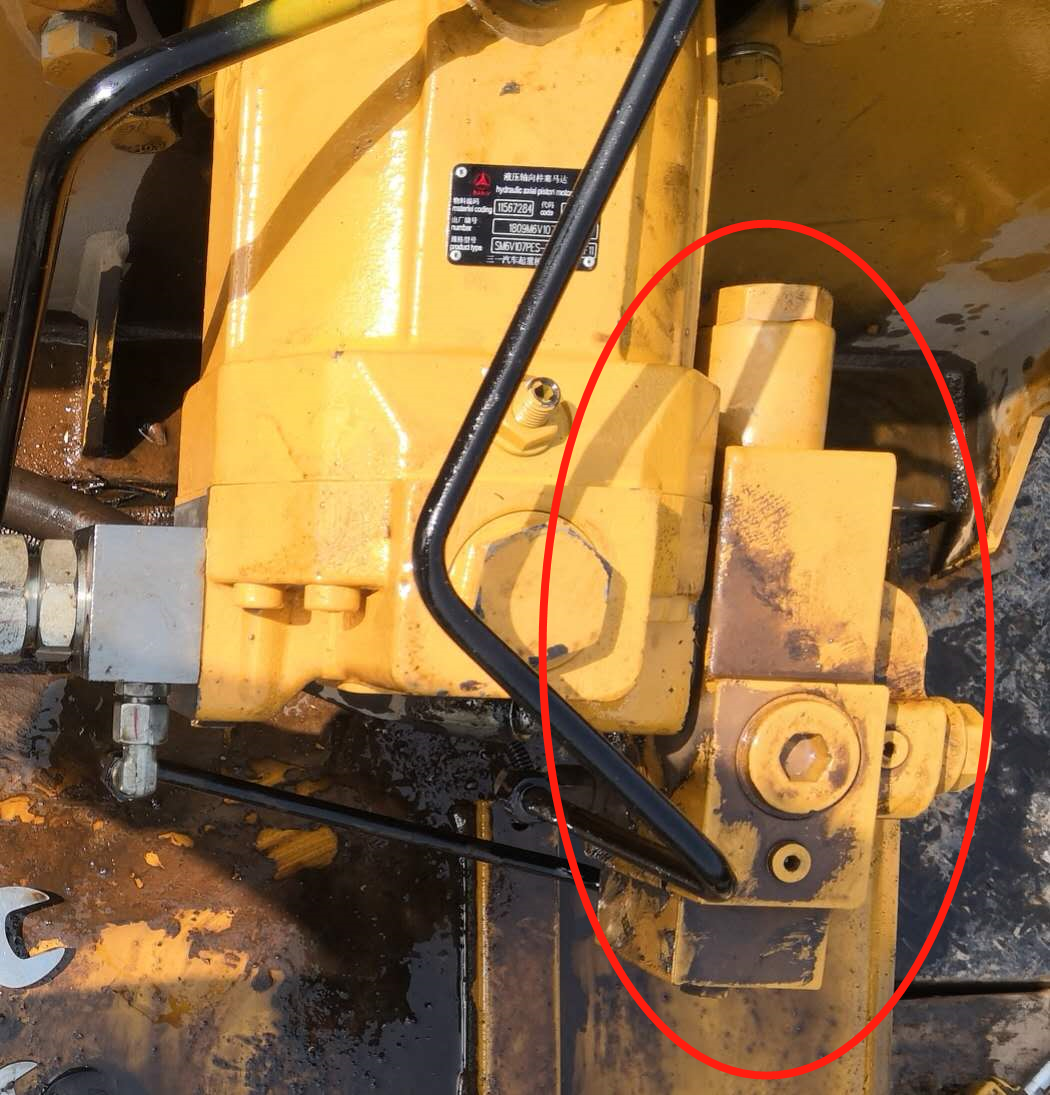 液压轴向柱塞马达
hydraulic axial piston motor
物料编码
material coding 11567284 代码
code
出厂编号
number 1809M6V107
规格型号
product type SM6V107PES- F11
三一汽车起重机